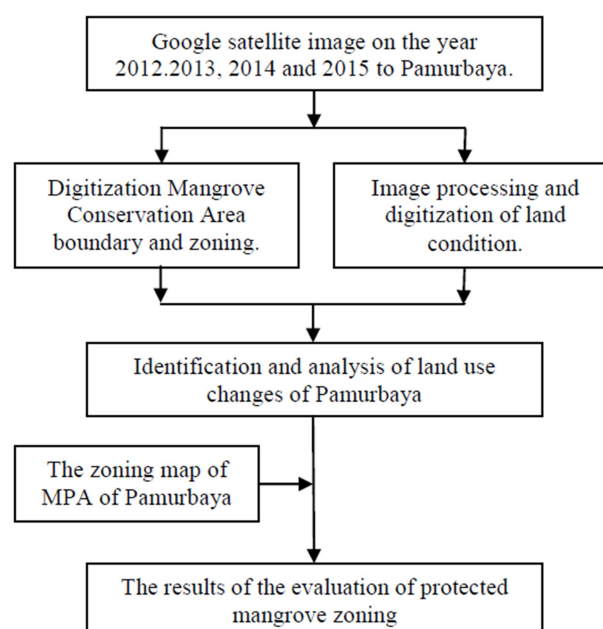 Google satellite image on the year
2012.2013, 2014 and 2015 to Pamurbaya.
Digitization Mangrove
Conservation Area
boundary and zoning.
Image processing and
digitization of land
condition.
Identification and analysis of land use
changes of Pamurbaya
The zoning map of
MPA of Pamurbaya
The results of the evaluation of protected
mangrove zoning